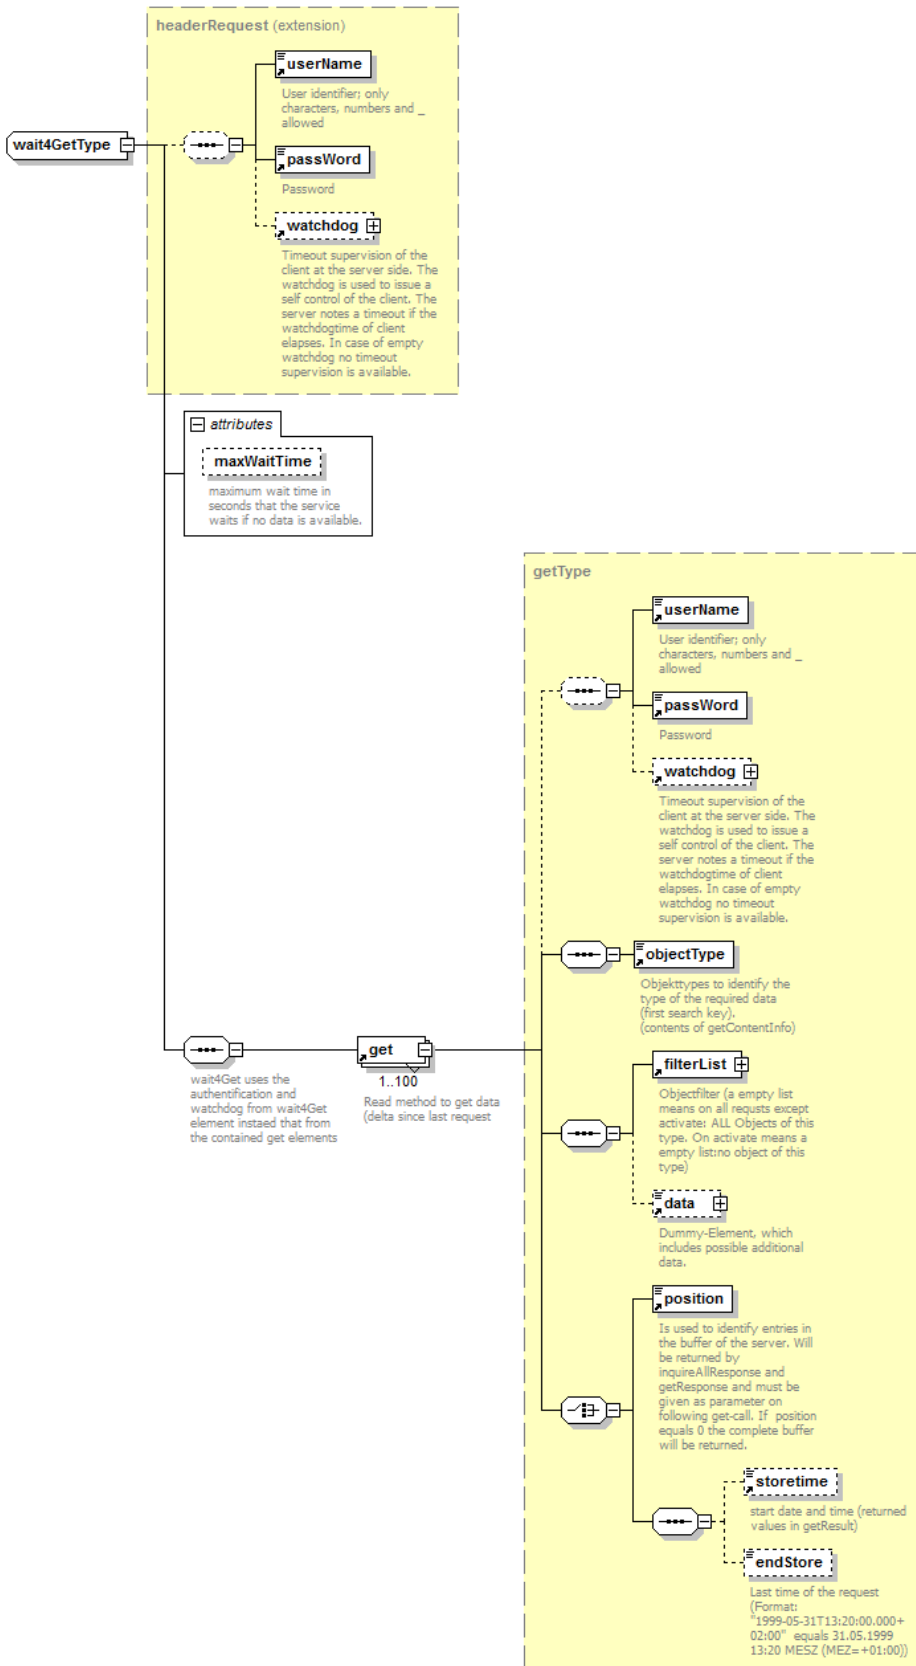 headerRequest (extension)
userName
User identifier; only
characters, numbers and _
allowed
wait4GetType
passWord
Password
watchdog
Timeout supervision of the
client at the server side. The
watchdog is used to issue a
self control of the client. The
server notes a timeout if the
watchdogtime of client
elapses. In case of empty
watchdog no timeout
supervision is available.
attributes
maxWaitTime
maximum wait time in
seconds that the service
waits if no data is available.
getType
userName
User identifier; only
characters, numbers and _
allowed
passWord
Password
watchdog
Timeout supervision of the
client at the server side. The
watchdog is used to issue a
self control of the client. The
server notes a timeout if the
watchdogtime of client
elapses. In case of empty
watchdog no timeout
supervision is available.
objectType
Objekttypes to identify the
type of the required data
(first search key).
(contents of getContentInfo)
wait4Get uses the
authentification and
watchdog from wait4Get
element instaed that from
the contained get elements
get
1..100
Read method to get data
(delta since last request
filterList
Objectfilter (a empty list
means on all requsts except
activate: ALL Objects of this
type. On activate means a
empty list:no object of this
type)
data
Dummy-Element, which
includes possible additional
data.
position
Is used to identify entries in
the buffer of the server. Will
be returned by
inquireAllResponse and
getResponse and must be
given as parameter on
following get-call. If  position
equals 0 the complete buffer
will be returned.
storetime
start date and time (returned
values in getResult)
endStore
Last time of the request
(Format:
"1999-05-31T13:20:00.000+
02:00"  equals 31.05.1999
13:20 MESZ (MEZ=+01:00))